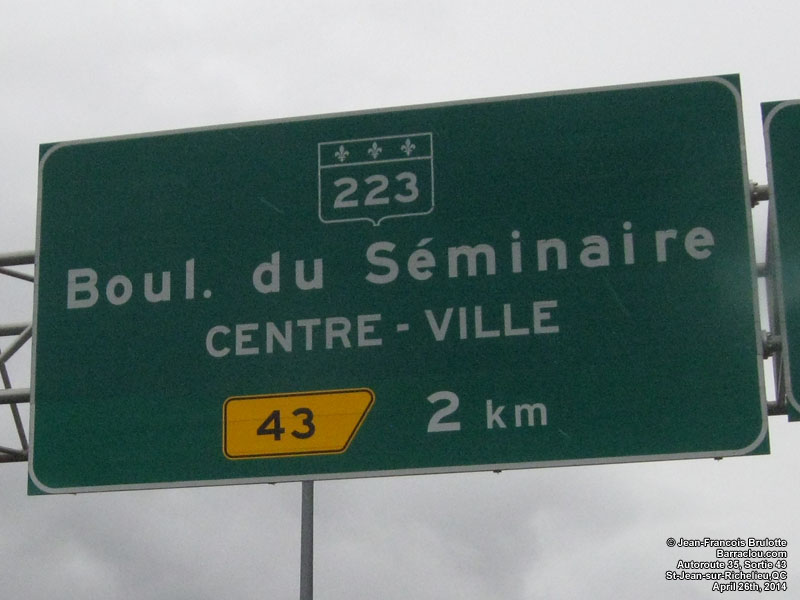 223
Boul. du Séminaire
CENTRE - VILLE
43 2 km
© Jean-Francois Brulotte
Barraclou.com
Autoroute 35, Sortie 43
St-Jean-sur-Richelieu,QC
April 26th, 2014